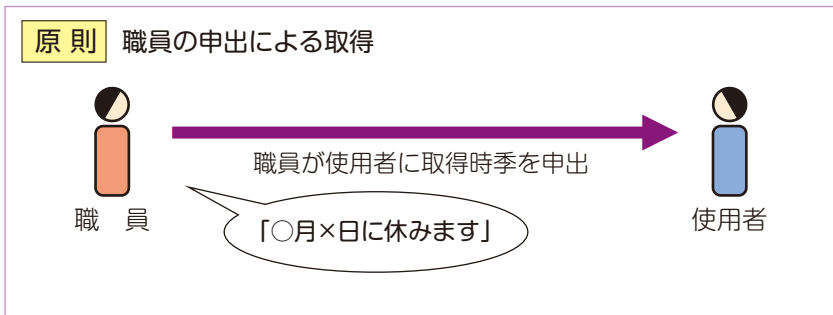 原 則 職員の申出による取得
職員が使用者に取得時季を申出
職　員
「○月×日に休みます」
使用者